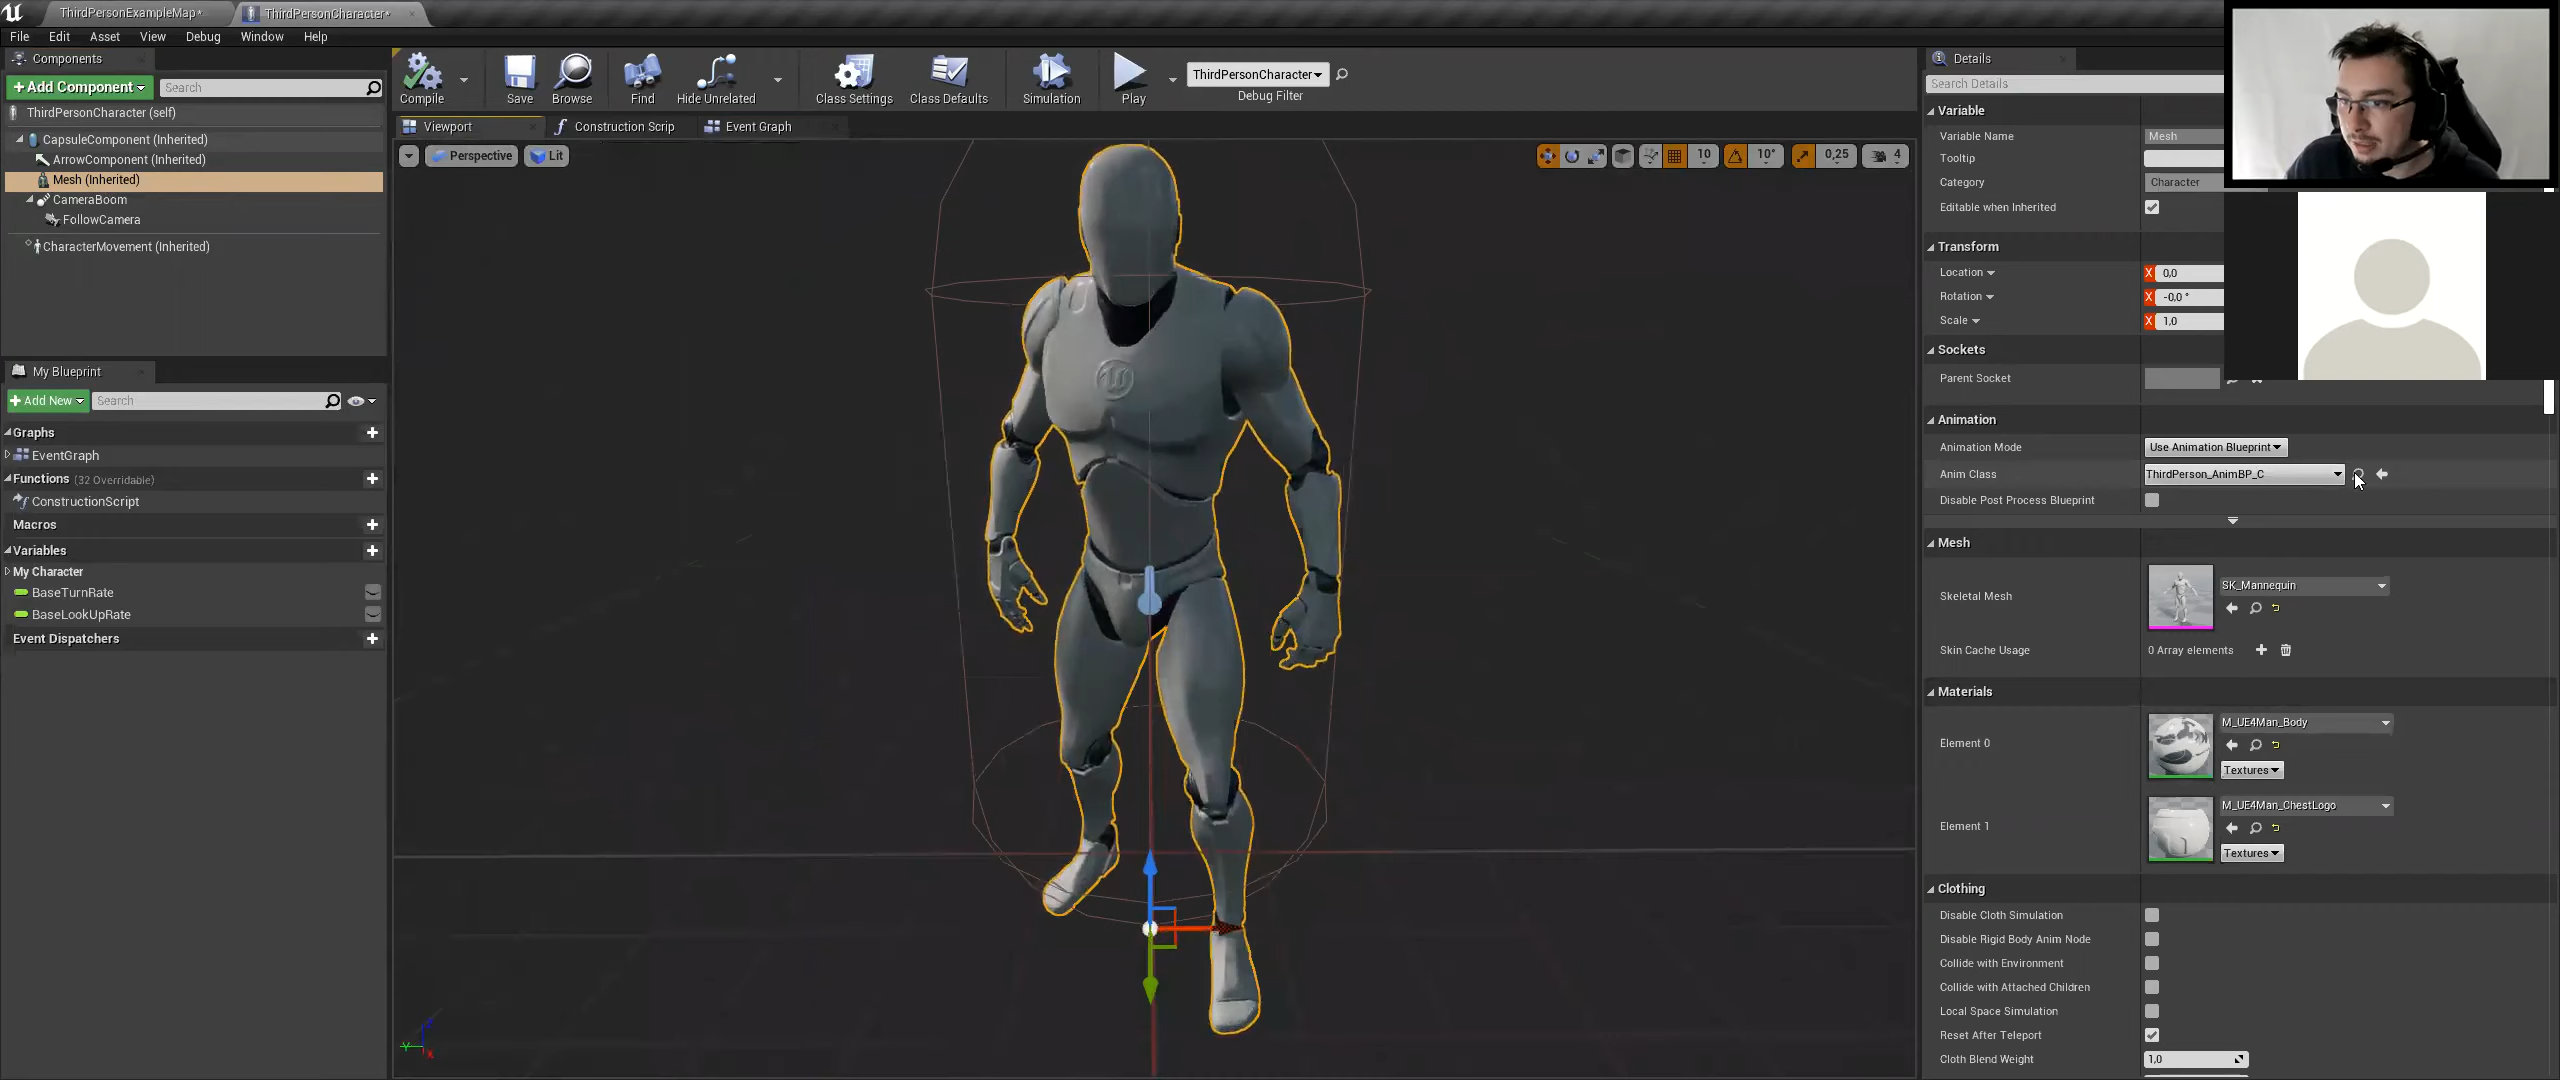 ThirdPersonExampleMap*
ThirdPersonCharacter*
File Edit Asset View Debug Window Help
Components
+Add Component
Search
ThirdPersonCharacter (self)
CapsuleComponent (Inherited)
ArrowComponent (Inherited)
Mesh (Inherited)
CameraBoom
FollowCamera
CharacterMovement (Inherited)
My Blueprint
+Add New
Search
Graphs
EventGraph
Functions (32 Overridable)
ConstructionScript
Macros
Variables
My Character
BaseTurnRate
BaseLookUpRate
Event Dispatchers
Compile
Save
Browse
Find
Hide Unrelated
Class Settings
Class Defaults
Simulation
Play
ThirdPersonCharacter
Debug Filter
Viewport
Construction Scrip
Event Graph
Perspective
Lit
10
10°
0,25
4
Details
Search Details
Variable
Variable Name Mesh
Tooltip
Category Character
Editable when Inherited
Transform
Location X 0,0
Rotation X -0,0 °
Scale X 1,0
Sockets
Parent Socket
Animation
Animation Mode Use Animation Blueprint
Anim Class ThirdPerson_AnimBP_C
Disable Post Process Blueprint
Mesh
Skeletal Mesh SK_Mannequin
Skin Cache Usage 0 Array elements
Materials
Element 0 M_UE4Man_Body
Textures
Element 1 M_UE4Man_ChestLogo
Textures
Clothing
Disable Cloth Simulation
Disable Rigid Body Anim Node
Collide with Environment
Collide with Attached Children
Local Space Simulation
Reset After Teleport
Cloth Blend Weight 1,0